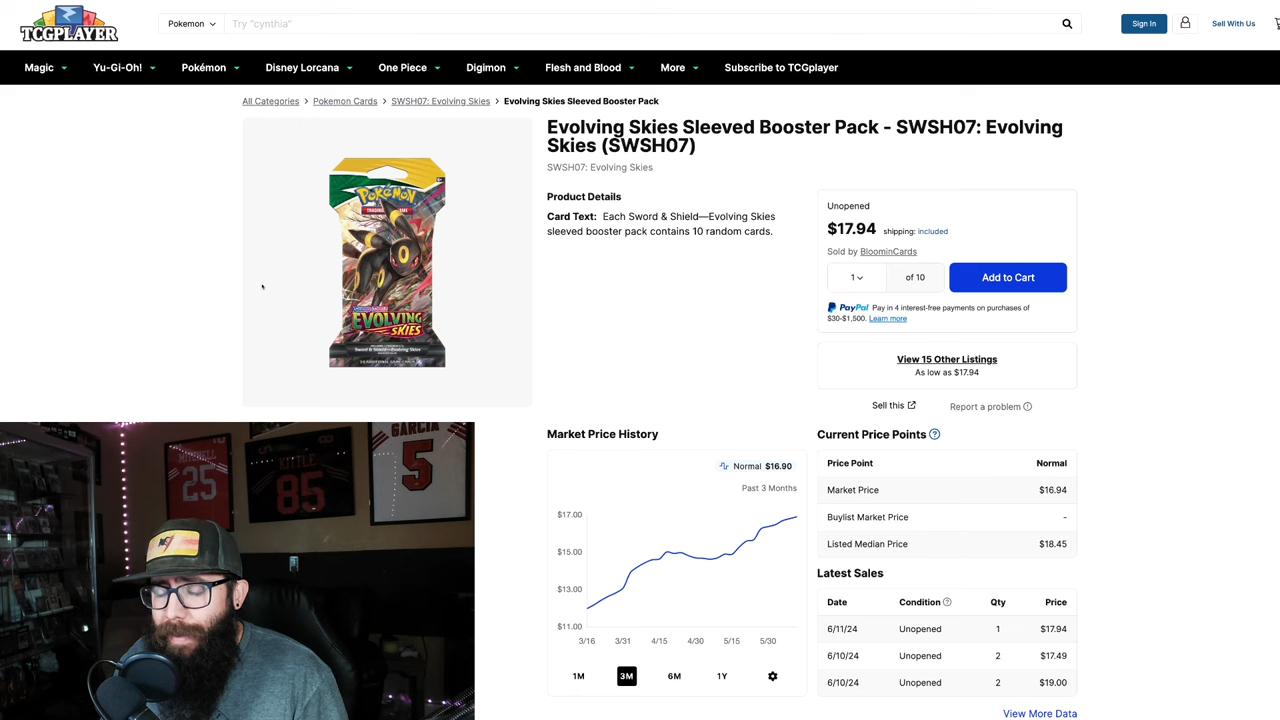 TCGPLAYER
Pokemon
Try "cynthia"
Sign In
Sell With Us
Magic
Yu-Gi-Oh!
Pokémon
Disney Lorcana
One Piece
Digimon
Flesh and Blood
More
Subscribe to TCGplayer
All Categories > Pokemon Cards > SWSH07: Evolving Skies > Evolving Skies Sleeved Booster Pack
POKÉMON
EVOLVING
SKIES
Sword & Shield—Evolving Skies
Evolving Skies Sleeved Booster Pack - SWSH07: Evolving
Skies (SWSH07)
SWSH07: Evolving Skies
Product Details
Card Text: Each Sword & Shield—Evolving Skies
sleeved booster pack contains 10 random cards.
Unopened
$17.94 shipping: included
Sold by BloominCards
1 of 10
Add to Cart
PayPal Pay in 4 interest-free payments on purchases of
$30-$1,500. Learn more
View 15 Other Listings
As low as $17.94
Sell this
Report a problem
Market Price History
Normal $16.90
Past 3 Months
$17.00
$15.00
$13.00
$11.00
3/16 3/31 4/15 4/30 5/15 5/30
1M 3M 6M 1Y
Current Price Points
Price Point Normal
Market Price $16.94
Buylist Market Price -
Listed Median Price $18.45
Latest Sales
Date Condition Qty Price
6/11/24 Unopened 1 $17.94
6/10/24 Unopened 2 $17.49
6/10/24 Unopened 2 $19.00
View More Data
MITCHELL
25
KITTLE
85
GARCIA
5